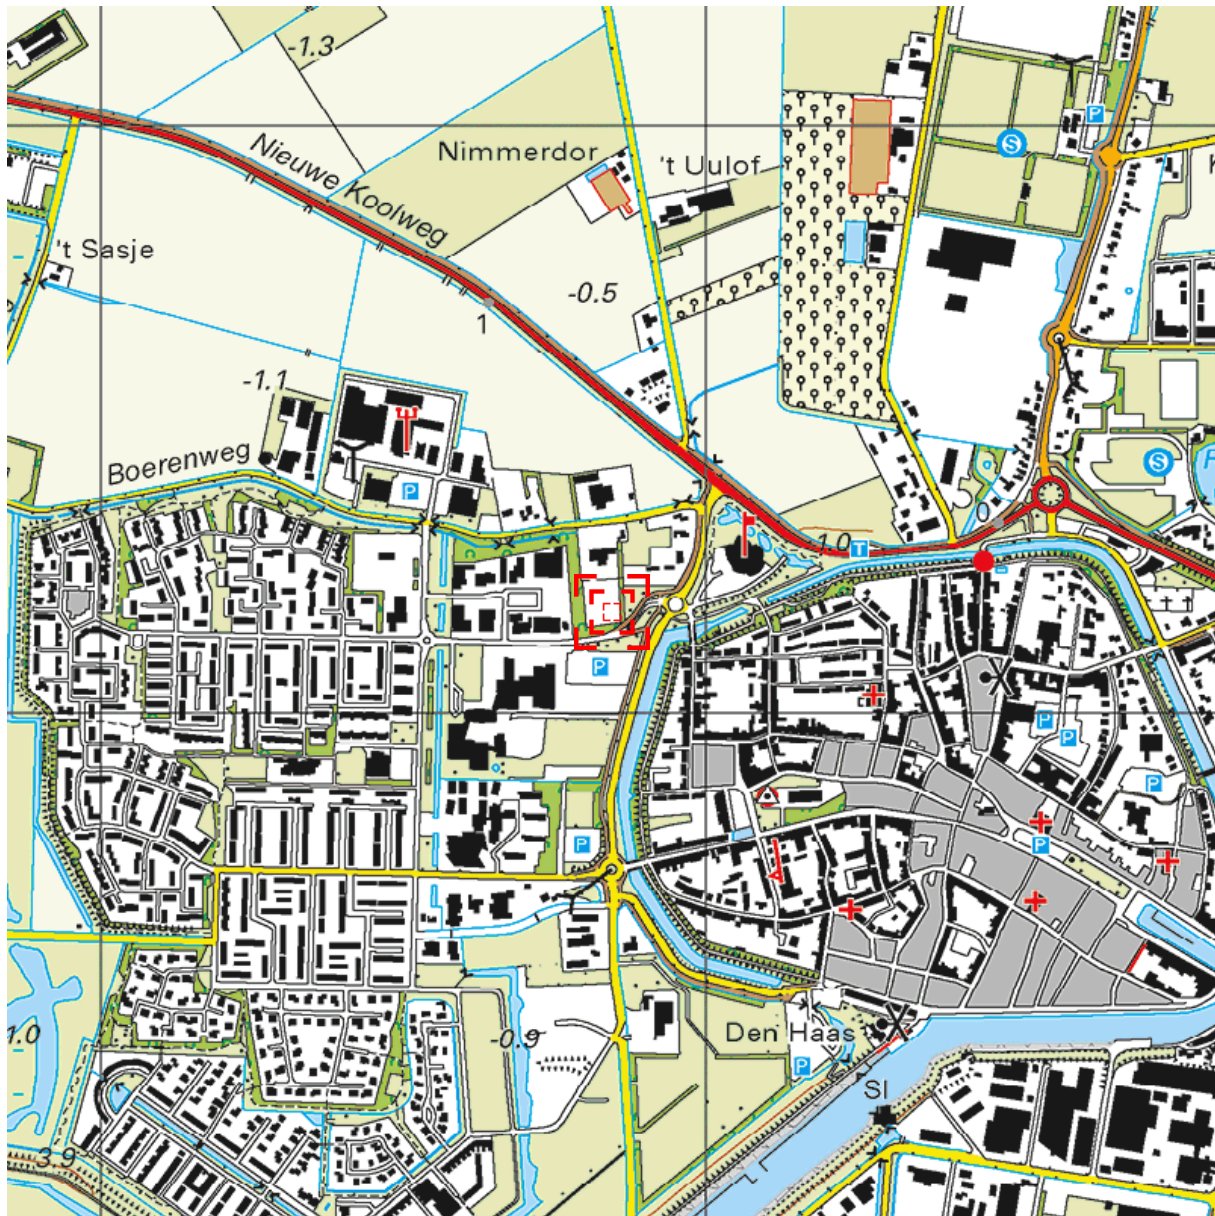 -1.3
Nieuwe Koolweg
Nimmerdor
't Uulof
P
S
't Sasje
-0.5
1
-1.1
Boerenweg
P
S
0
1.0
T
P
P
P
P
P
P
1.0
-0.9
Den Haas
P
Sl
3.9